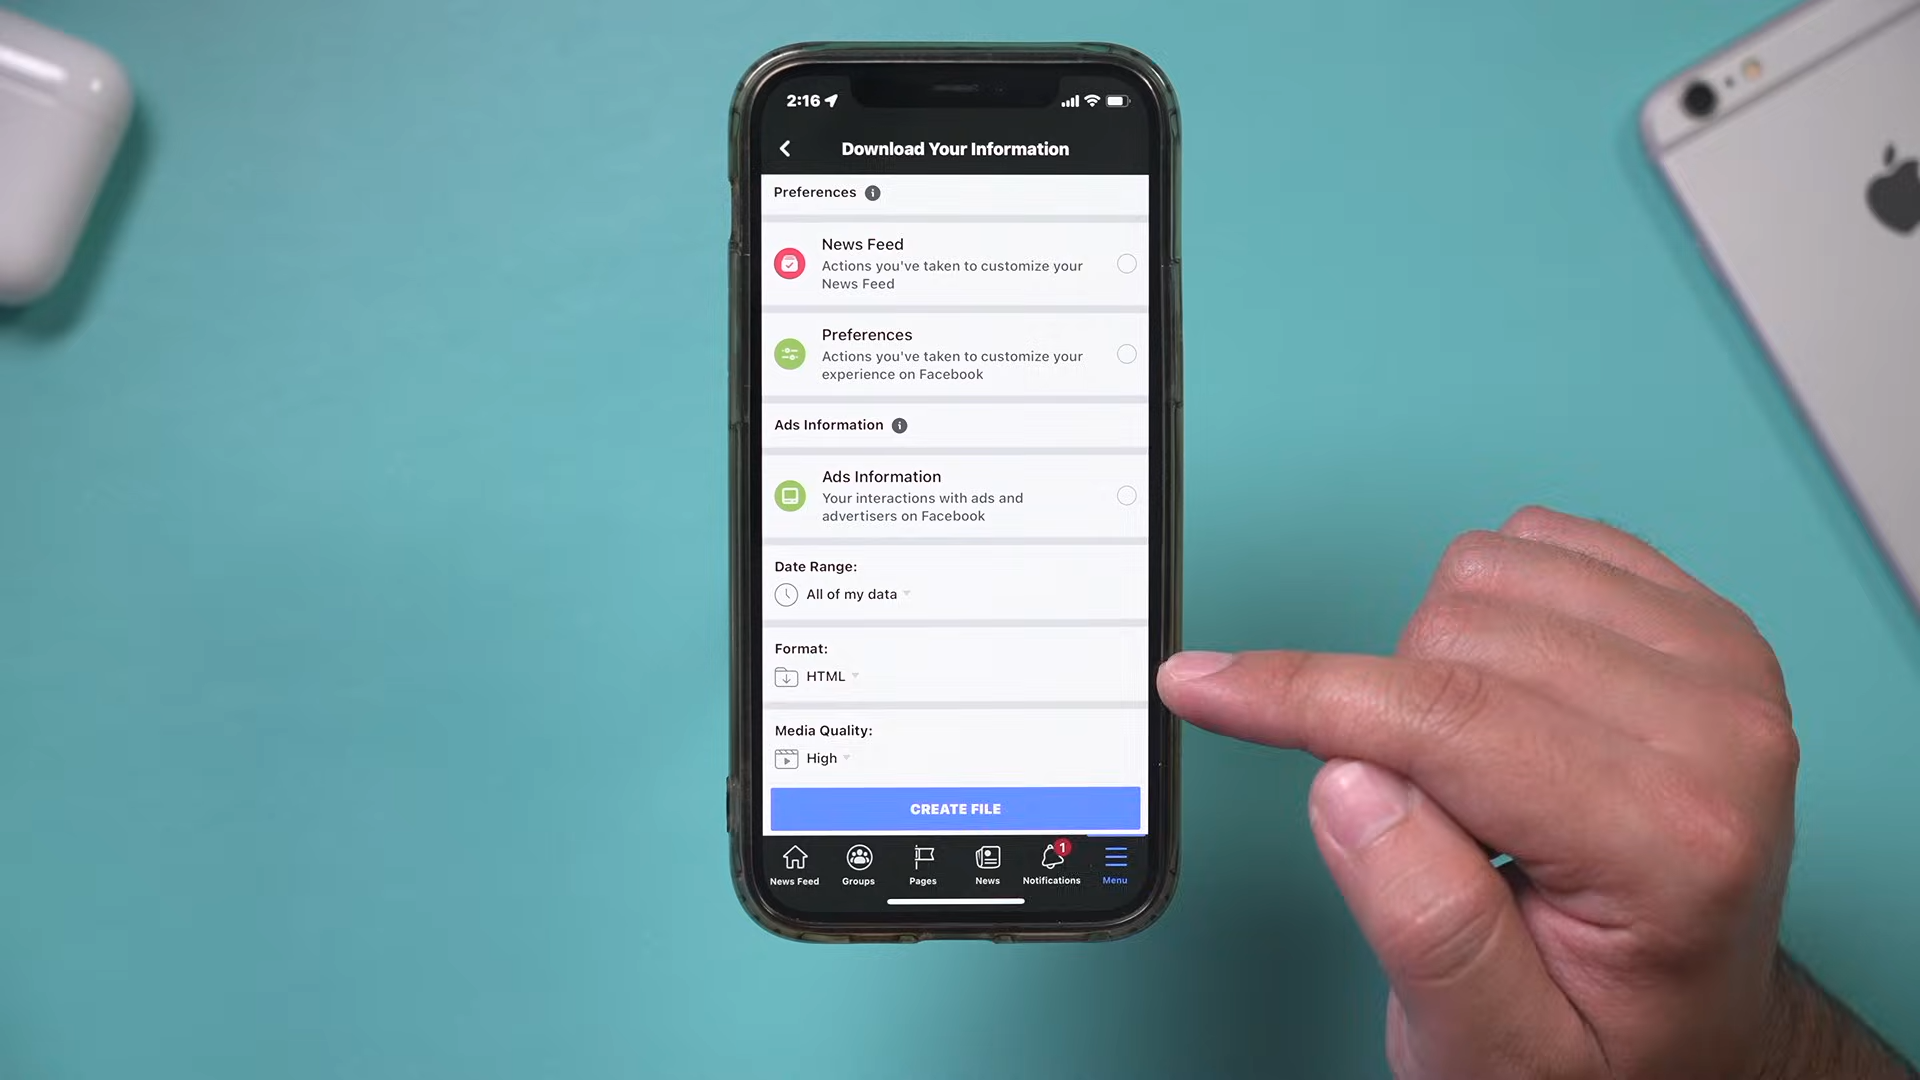 2:16
Download Your Information
Preferences
News Feed
Actions you've taken to customize your
News Feed
Preferences
Actions you've taken to customize your
experience on Facebook
Ads Information
Ads Information
Your interactions with ads and
advertisers on Facebook
Date Range:
All of my data
Format:
HTML
Media Quality:
High
CREATE FILE
1
News Feed Groups Pages News Notifications Menu